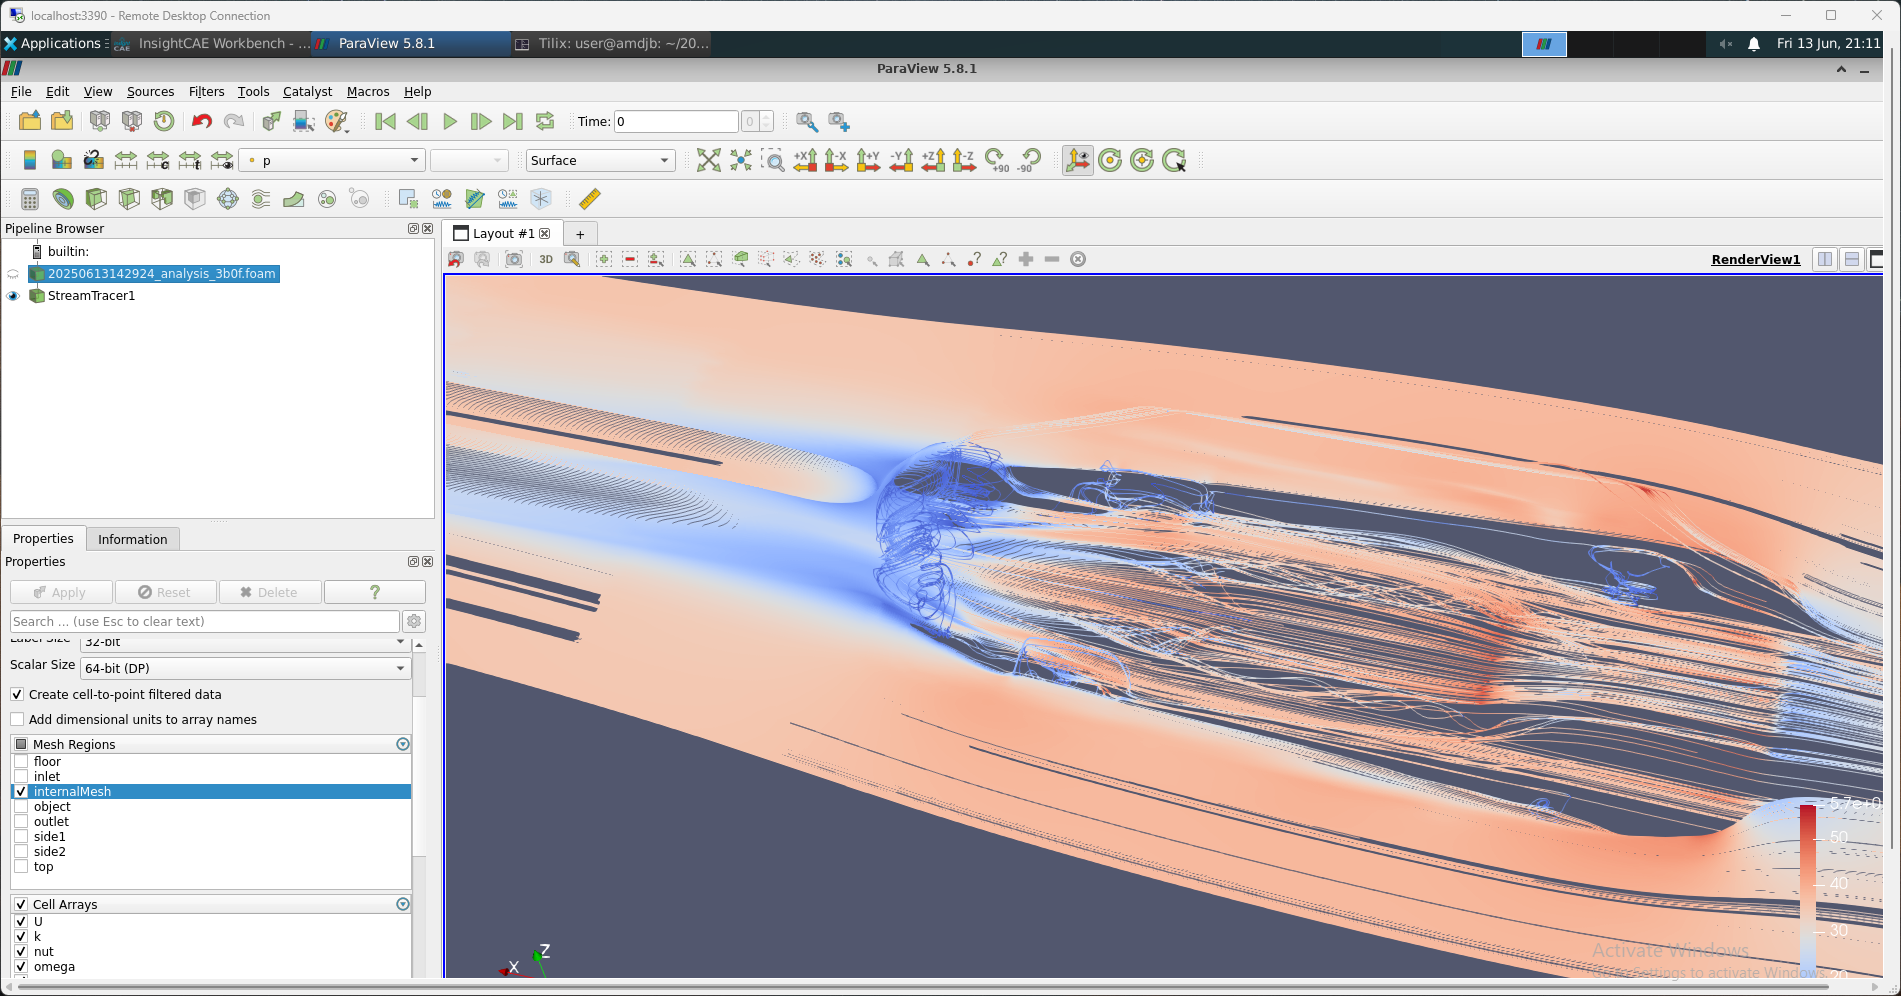 localhost:3390 - Remote Desktop Connection
Applications InsightCAE Workbench - ... ParaView 5.8.1 Tilix: user@amdjb: ~/20... Fri 13 Jun, 21:11
ParaView 5.8.1
File Edit View Sources Filters Tools Catalyst Macros Help
Time: 0 0
p Surface +X -X +Y -Y +Z -Z +90 -90
Pipeline Browser
builtin:
20250613142924_analysis_3b0f.foam
StreamTracer1
Layout #1 +
3D RenderView1
Properties Information
Properties
Apply Reset Delete ?
Search ... (use Esc to clear text)
Label Size 32-bit
Scalar Size 64-bit (DP)
Create cell-to-point filtered data
Add dimensional units to array names
Mesh Regions
floor
inlet
internalMesh
object
outlet
side1
side2
top
Cell Arrays
U
k
nut
omega
X Z
5.7e+0
50
40
30
20
Activate Windows
Go to Settings to activate Windows.